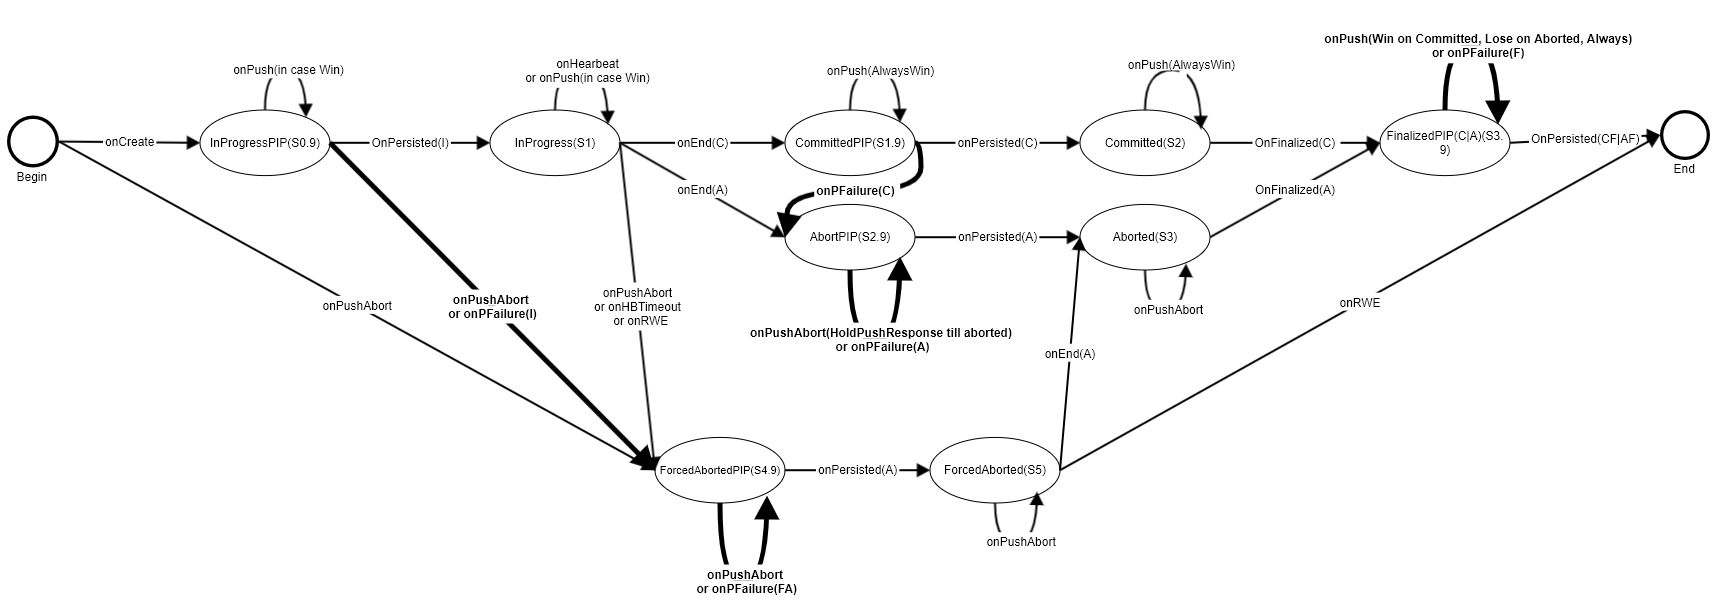 onPush(Win on Committed, Lose on Aborted, Always)
or onPFailure(F)
onPush(in case Win)
onHearbeat
or onPush(in case Win)
onPush(AlwaysWin)
onPush(AlwaysWin)
Begin
onCreate
InProgressPIP(S0.9)
OnPersisted(I)
InProgress(S1)
onEnd(C)
CommittedPIP(S1.9)
onPersisted(C)
Committed(S2)
OnFinalized(C)
FinalizedPIP(C|A)(S3.
9)
OnPersisted(CF|AF)
End
onEnd(A)
onPFailure(C)
OnFinalized(A)
AbortPIP(S2.9)
onPersisted(A)
Aborted(S3)
onPushAbort
onPushAbort
or onPFailure(I)
onPushAbort
or onHBTimeout
or onRWE
onPushAbort(HoldPushResponse till aborted)
or onPFailure(A)
onPushAbort
onRWE
onEnd(A)
ForcedAbortedPIP(S4.9)
onPersisted(A)
ForcedAborted(S5)
onPushAbort
or onPFailure(FA)
onPushAbort